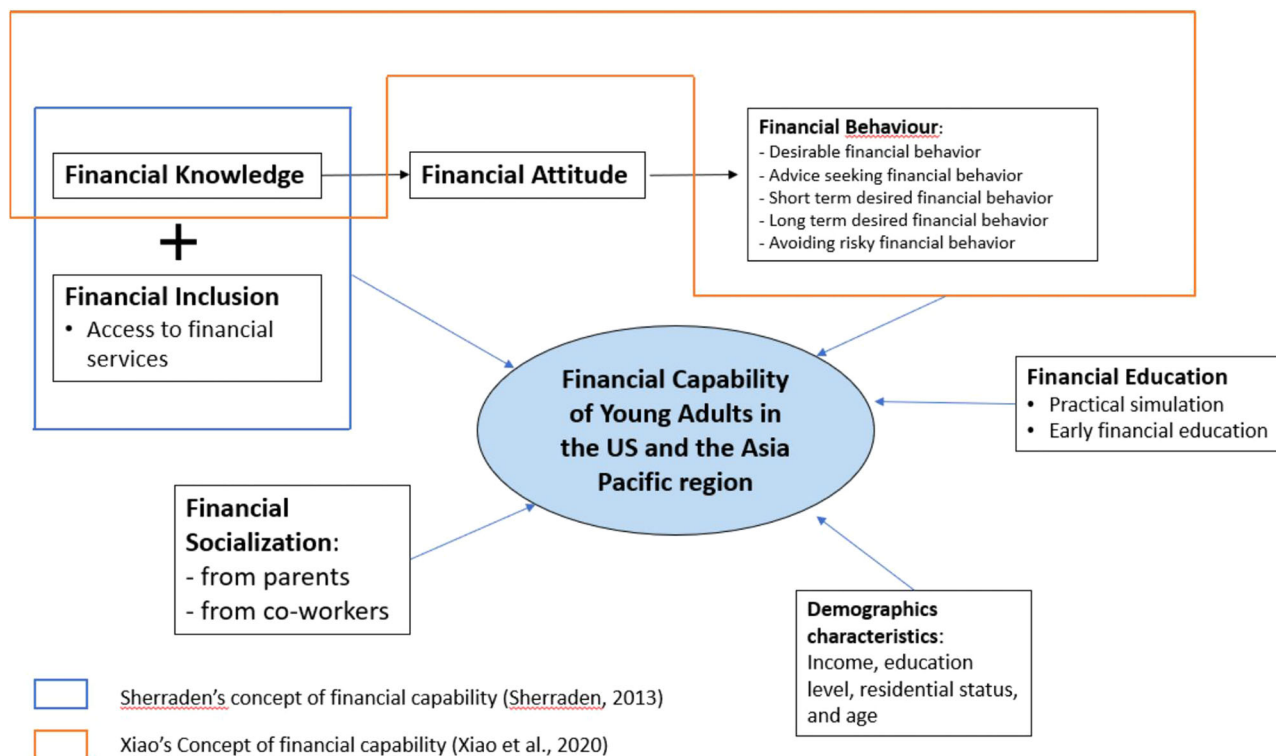 Financial Knowledge
Financial Attitude
Financial Behaviour:
- Desirable financial behavior
- Advice seeking financial behavior
- Short term desired financial behavior
- Long term desired financial behavior
- Avoiding risky financial behavior
+
Financial Inclusion
• Access to financial
services
Financial Capability
of Young Adults in
the US and the Asia
Pacific region
Financial Education
• Practical simulation
• Early financial education
Financial
Socialization:
- from parents
- from co-workers
Demographics
characteristics:
Income, education
level, residential status,
and age
Sherraden's concept of financial capability (Sherraden, 2013)
Xiao's Concept of financial capability (Xiao et al., 2020)